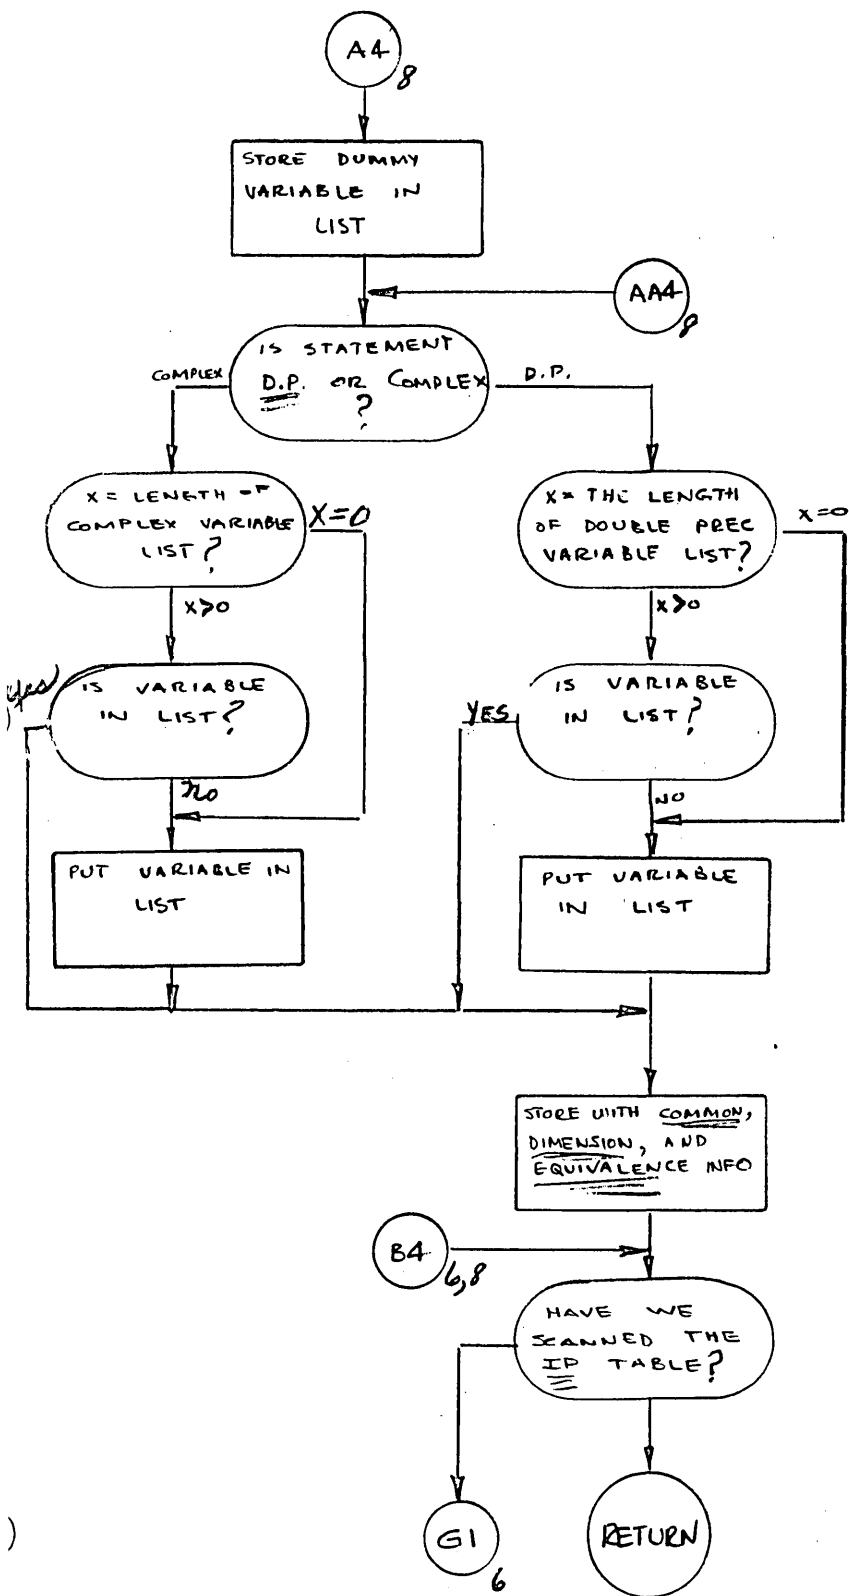 A4
8
STORE DUMMY
VARIABLE IN
LIST
AA4
8
IS STATEMENT
D.P. OR COMPLEX
?
COMPLEX
D.P.
X = LENGTH OF
COMPLEX VARIABLE
LIST?
X=0
X>0
X = THE LENGTH
OF DOUBLE PREC
VARIABLE LIST?
X=0
X>0
Yes
IS VARIABLE
IN LIST?
no
YES
IS VARIABLE
IN LIST?
NO
PUT VARIABLE IN
LIST
PUT VARIABLE
IN LIST
STORE WITH COMMON,
DIMENSION, AND
EQUIVALENCE INFO
B4
6,8
HAVE WE
SCANNED THE
IP TABLE?
G1
6
RETURN